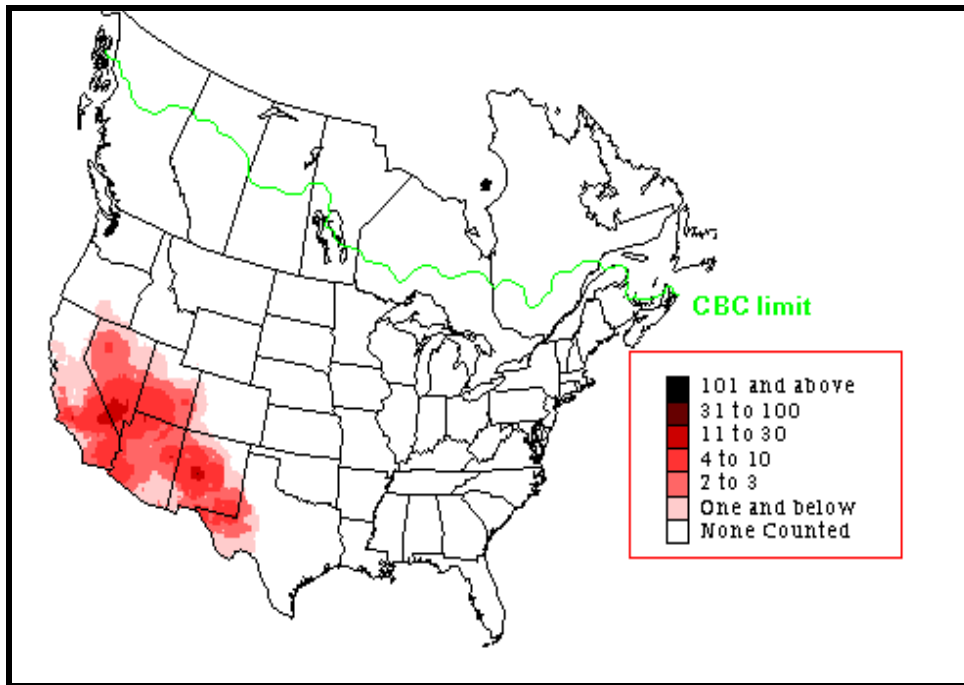 CBC limit
101 and above
31 to 100
11 to 30
4 to 10
2 to 3
One and below
None Counted